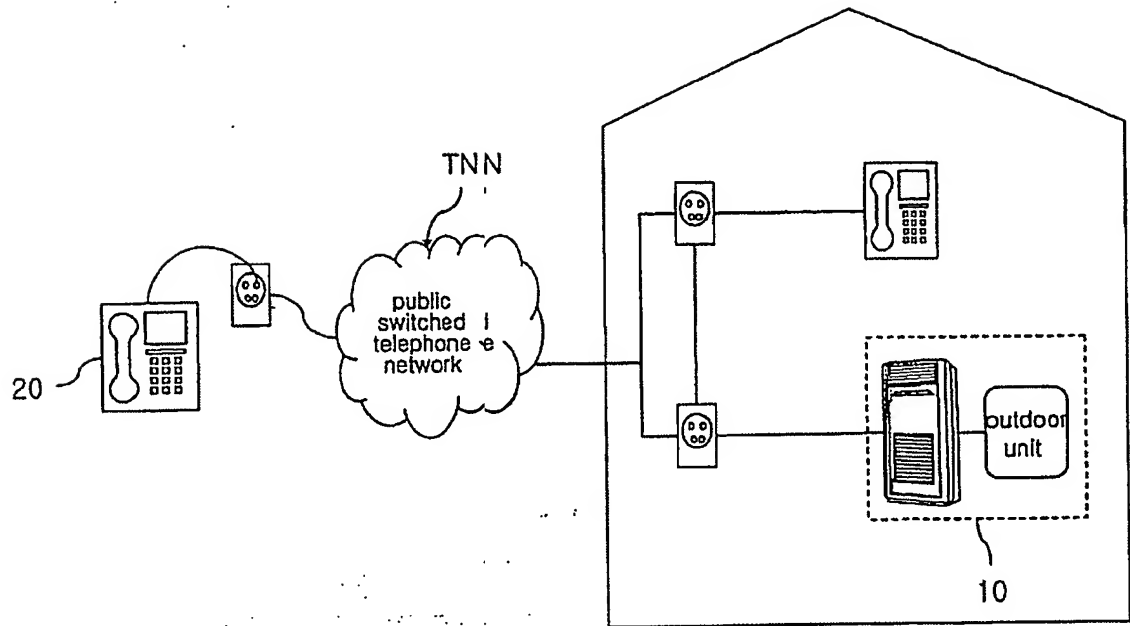 TNN
public
switched l
telephone e
network
20
outdoor
unit
10